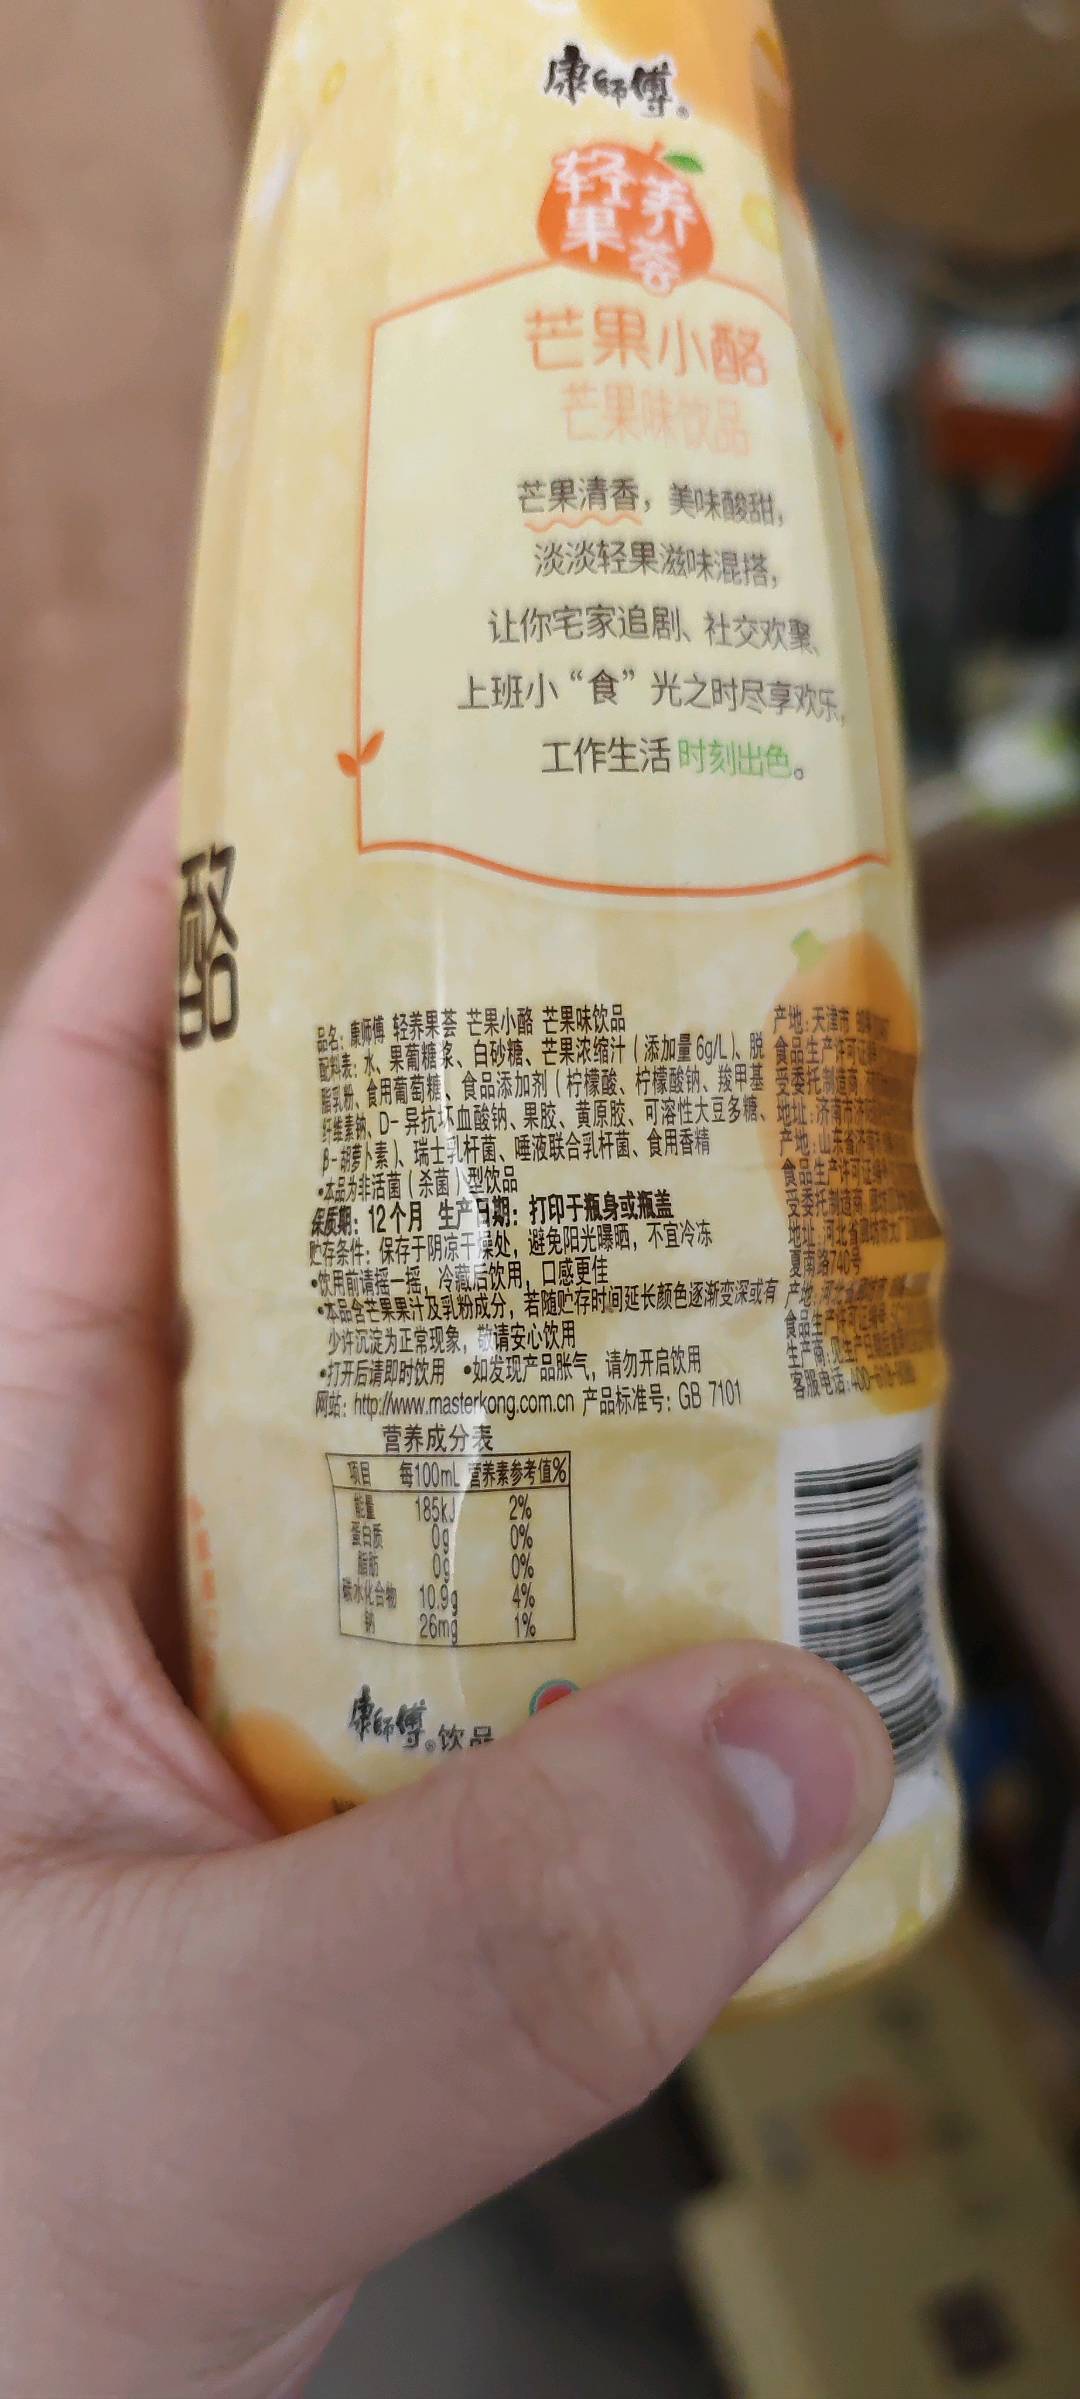 康師傅
轻养
果荟
芒果小酪
芒果味饮品
芒果清香，美味酸甜，
淡淡轻果滋味混搭，
让你宅家追剧、社交欢聚、
上班小“食”光之时尽享欢乐，
工作生活时刻出色。
酪
品名：康师傅 轻养果荟 芒果小酪 芒果味饮品
配料表：水、果葡糖浆、白砂糖、芒果浓缩汁（添加量 6g/L）、脱
脂乳粉、食用葡萄糖、食品添加剂（柠檬酸、柠檬酸钠、羧甲基
纤维素钠、D-异抗坏血酸钠、果胶、黄原胶、可溶性大豆多糖、
β-胡萝卜素）、瑞士乳杆菌、唾液联合乳杆菌、食用香精
•本品为非活菌（杀菌）型饮品
保质期：12个月 生产日期：打印于瓶身或瓶盖
贮存条件：保存于阴凉干燥处，避免阳光曝晒，不宜冷冻
•饮用前请摇一摇，冷藏后饮用，口感更佳
•本品含芒果果汁及乳粉成分，若随贮存时间延长颜色逐渐变深或有
少许沉淀为正常现象，敬请安心饮用
•打开后请即时饮用 •如发现产品胀气，请勿开启饮用
网站：http://www.masterkong.com.cn 产品标准号：GB 7101
产地：天津市
食品生产许可证
受委托制造商
地址：济南市济
产地：山东省济南市
食品生产许可证编号
受委托制造商
地址：河北省廊坊市
夏南路740号
产地：河北
食品生产许可证编号
生产商：见生产日期
客服电话：400-
营养成分表
项目 每100mL 营养素参考值%
能量 185kJ 2%
蛋白质 0g 0%
脂肪 0g 0%
碳水化合物 10.9g 4%
钠 26mg 1%
康師傅 饮品